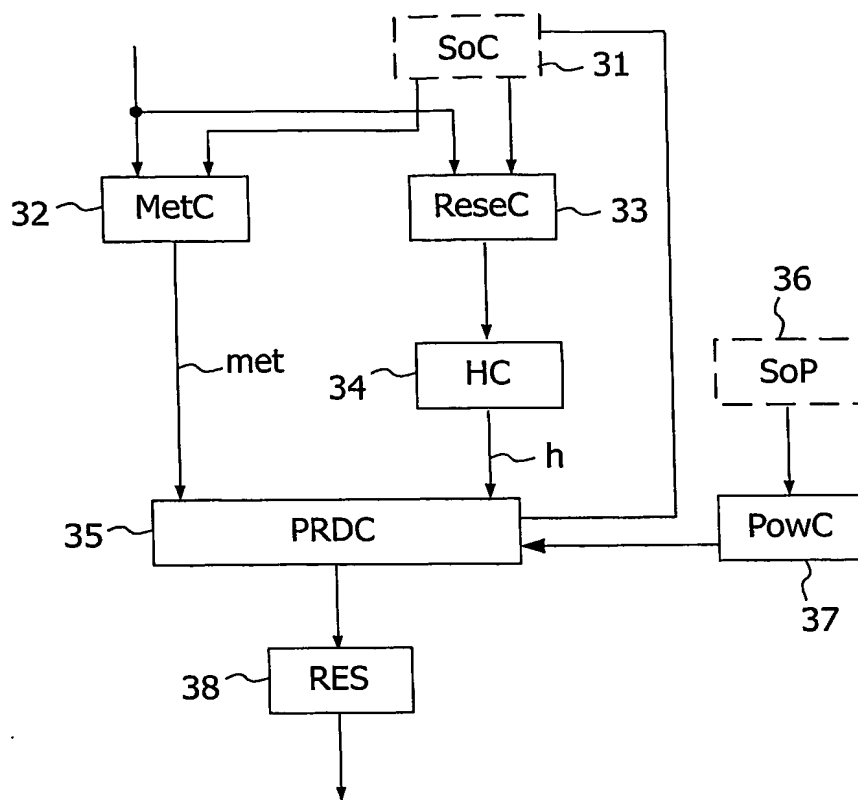 SoC
31
32
MetC
ReseC
33
36
met
34
HC
SoP
h
35
PRDC
PowC
37
38
RES